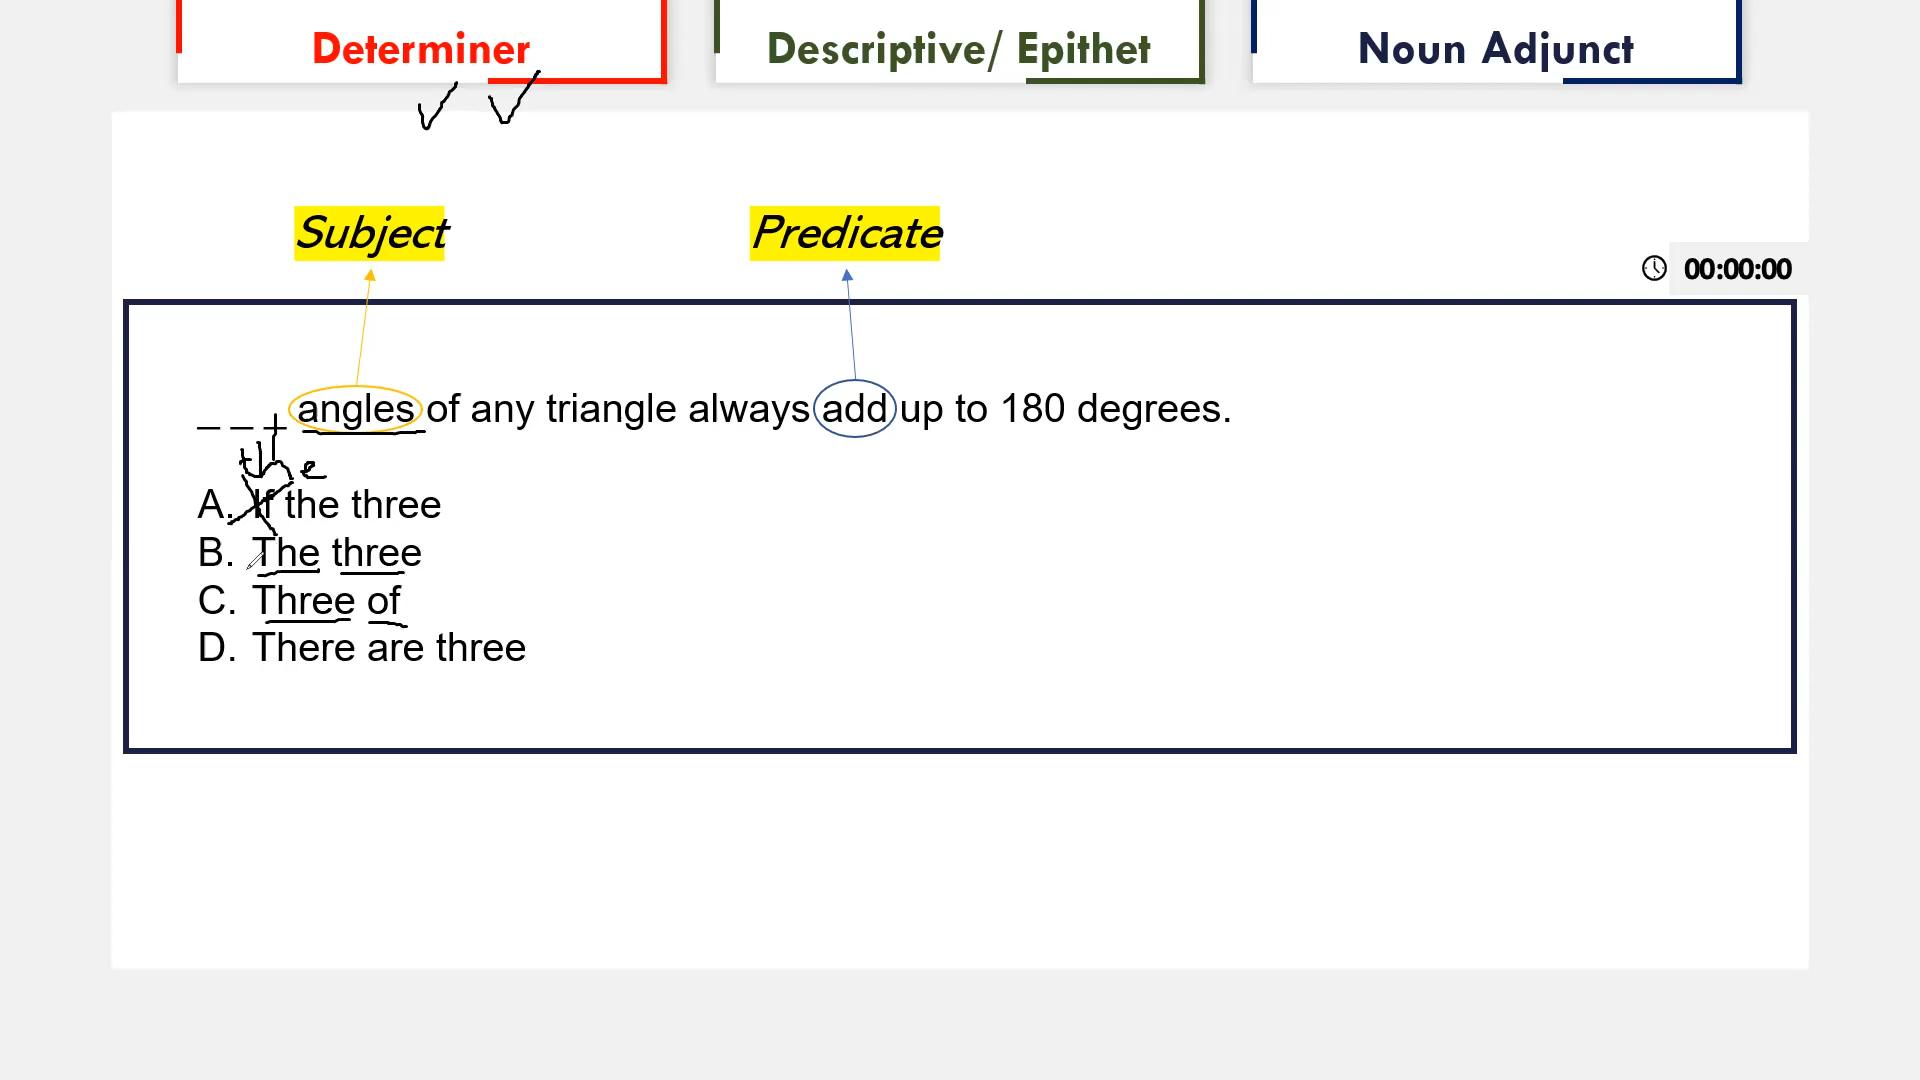 Determiner
Descriptive/ Epithet
Noun Adjunct
Subject
Predicate
00:00:00
_ _ _ angles of any triangle always add up to 180 degrees.
the
A. If the three
B. The three
C. Three of
D. There are three